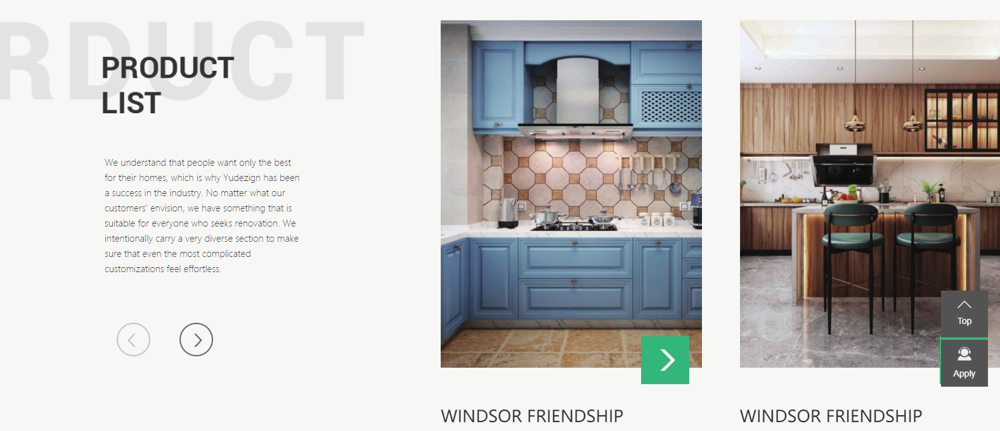 RDUCT
PRODUCT
LIST
We understand that people want only the best
for their homes, which is why Yudezign has been
a success in the industry. No matter what our
customers' envision, we have something that is
suitable for everyone who seeks renovation. We
intentionally carry a very diverse section to make
sure that even the most complicated
customizations feel effortless.
WINDSOR FRIENDSHIP
WINDSOR FRIENDSHIP
Top
Apply